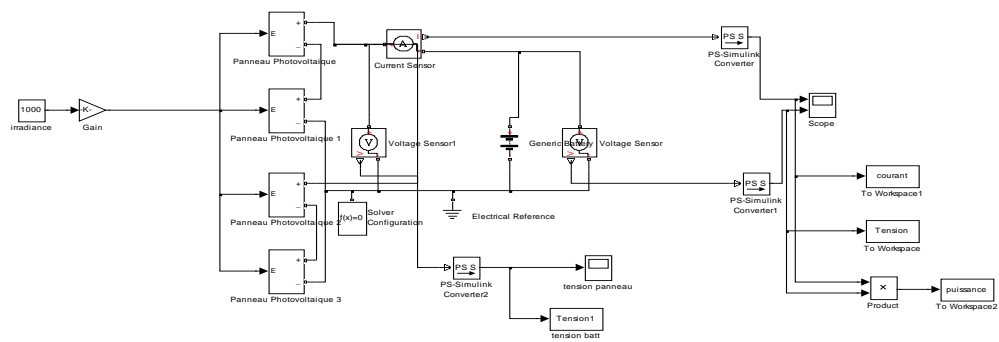 +
E
−
Panneau Photovoltaique
A
I
Current Sensor
PS S
PS-Simulink
Converter
1000
irradiance
-K-
Gain
+
E
−
Panneau Photovoltaique 1
Scope
V
Voltage Sensor1
+
Generic Battery
V
Voltage Sensor
courant
To Workspace1
+
E
−
Panneau Photovoltaique 2
PS S
PS-Simulink
Converter1
f(x)=0
Solver
Configuration
Electrical Reference
Tension
To Workspace
+
E
−
Panneau Photovoltaique 3
PS S
PS-Simulink
Converter2
tension panneau
×
Product
puissance
To Workspace2
Tension1
tension batt